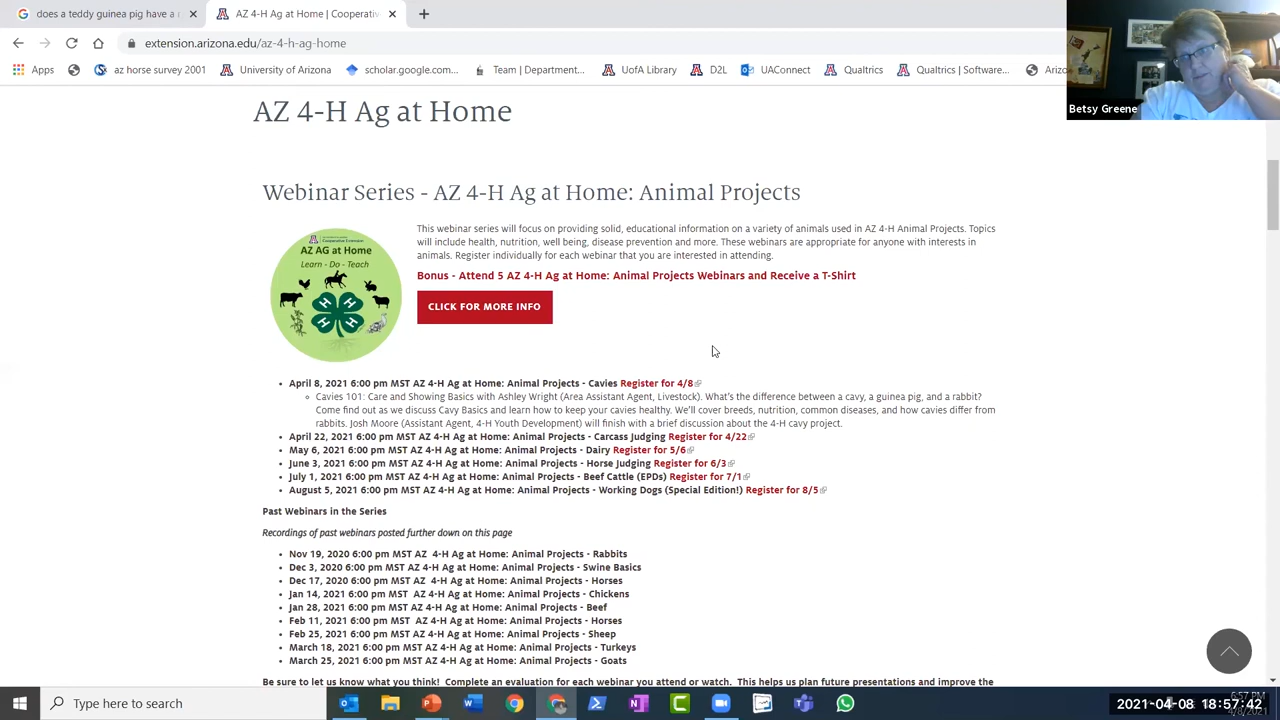 does a teddy guinea pig have a
AZ 4-H Ag at Home | Cooperativ
extension.arizona.edu/az-4-h-ag-home
Apps az horse survey 2001 University of Arizona scholar.google.com... Team | Department... UofA Library D2L UAConnect Qualtrics Qualtrics | Software... Arizo
Betsy Greene
AZ 4-H Ag at Home
Webinar Series - AZ 4-H Ag at Home: Animal Projects
AZ AG at HOME
Learn - Do - Teach
H H H H
This webinar series will focus on providing solid, educational information on a variety of animals used in AZ 4-H Animal Projects. Topics
will include health, nutrition, well being, disease prevention and more. These webinars are appropriate for anyone with interests in
animals. Register individually for each webinar that you are interested in attending.
Bonus - Attend 5 AZ 4-H Ag at Home: Animal Projects Webinars and Receive a T-Shirt
CLICK FOR MORE INFO
• April 8, 2021 6:00 pm MST AZ 4-H Ag at Home: Animal Projects - Cavies Register for 4/8
Cavies 101: Care and Showing Basics with Ashley Wright (Area Assistant Agent, Livestock). What's the difference between a cavy, a guinea pig, and a rabbit?
Come find out as we discuss Cavy Basics and learn how to keep your cavies healthy. We'll cover breeds, nutrition, common diseases, and how cavies differ from
rabbits. Josh Moore (Assistant Agent, 4-H Youth Development) will finish with a brief discussion about the 4-H cavy project.
• April 22, 2021 6:00 pm MST AZ 4-H Ag at Home: Animal Projects - Carcass Judging Register for 4/22
• May 6, 2021 6:00 pm MST AZ 4-H Ag at Home: Animal Projects - Dairy Register for 5/6
• June 3, 2021 6:00 pm MST AZ 4-H Ag at Home: Animal Projects - Horse Judging Register for 6/3
• July 1, 2021 6:00 pm MST AZ 4-H Ag at Home: Animal Projects - Beef Cattle (EPDs) Register for 7/1
• August 5, 2021 6:00 pm MST AZ 4-H Ag at Home: Animal Projects - Working Dogs (Special Edition!) Register for 8/5
Past Webinars in the Series
Recordings of past webinars posted further down on this page
• Nov 19, 2020 6:00 pm MST AZ 4-H Ag at Home: Animal Projects - Rabbits
• Dec 3, 2020 6:00 pm MST AZ 4-H Ag at Home: Animal Projects - Swine Basics
• Dec 17, 2020 6:00 pm MST AZ 4-H Ag at Home: Animal Projects - Horses
• Jan 14, 2021 6:00 pm MST AZ 4-H Ag at Home: Animal Projects - Chickens
• Jan 28, 2021 6:00 pm MST AZ 4-H Ag at Home: Animal Projects - Beef
• Feb 11, 2021 6:00 pm MST AZ 4-H Ag at Home: Animal Projects - Horses
• Feb 25, 2021 6:00 pm MST AZ 4-H Ag at Home: Animal Projects - Sheep
• March 18, 2021 6:00 pm MST AZ 4-H Ag at Home: Animal Projects - Turkeys
• March 25, 2021 6:00 pm MST AZ 4-H Ag at Home: Animal Projects - Goats
Be sure to let us know what you think! Complete an evaluation for each webinar you attend or watch. This helps us plan future presentations and improve the
Type here to search
2021-04-08 18:57:42
6:57 PM
4/8/2021